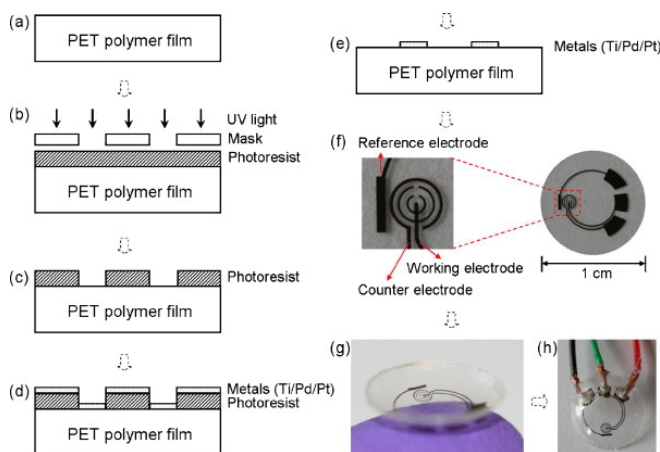 (a)
PET polymer film
(b)
UV light
Mask
Photoresist
PET polymer film
(c)
Photoresist
PET polymer film
(d)
Metals (Ti/Pd/Pt)
Photoresist
PET polymer film
(e)
Metals (Ti/Pd/Pt)
PET polymer film
(f)
Reference electrode
Working electrode
Counter electrode
1 cm
(g)
(h)